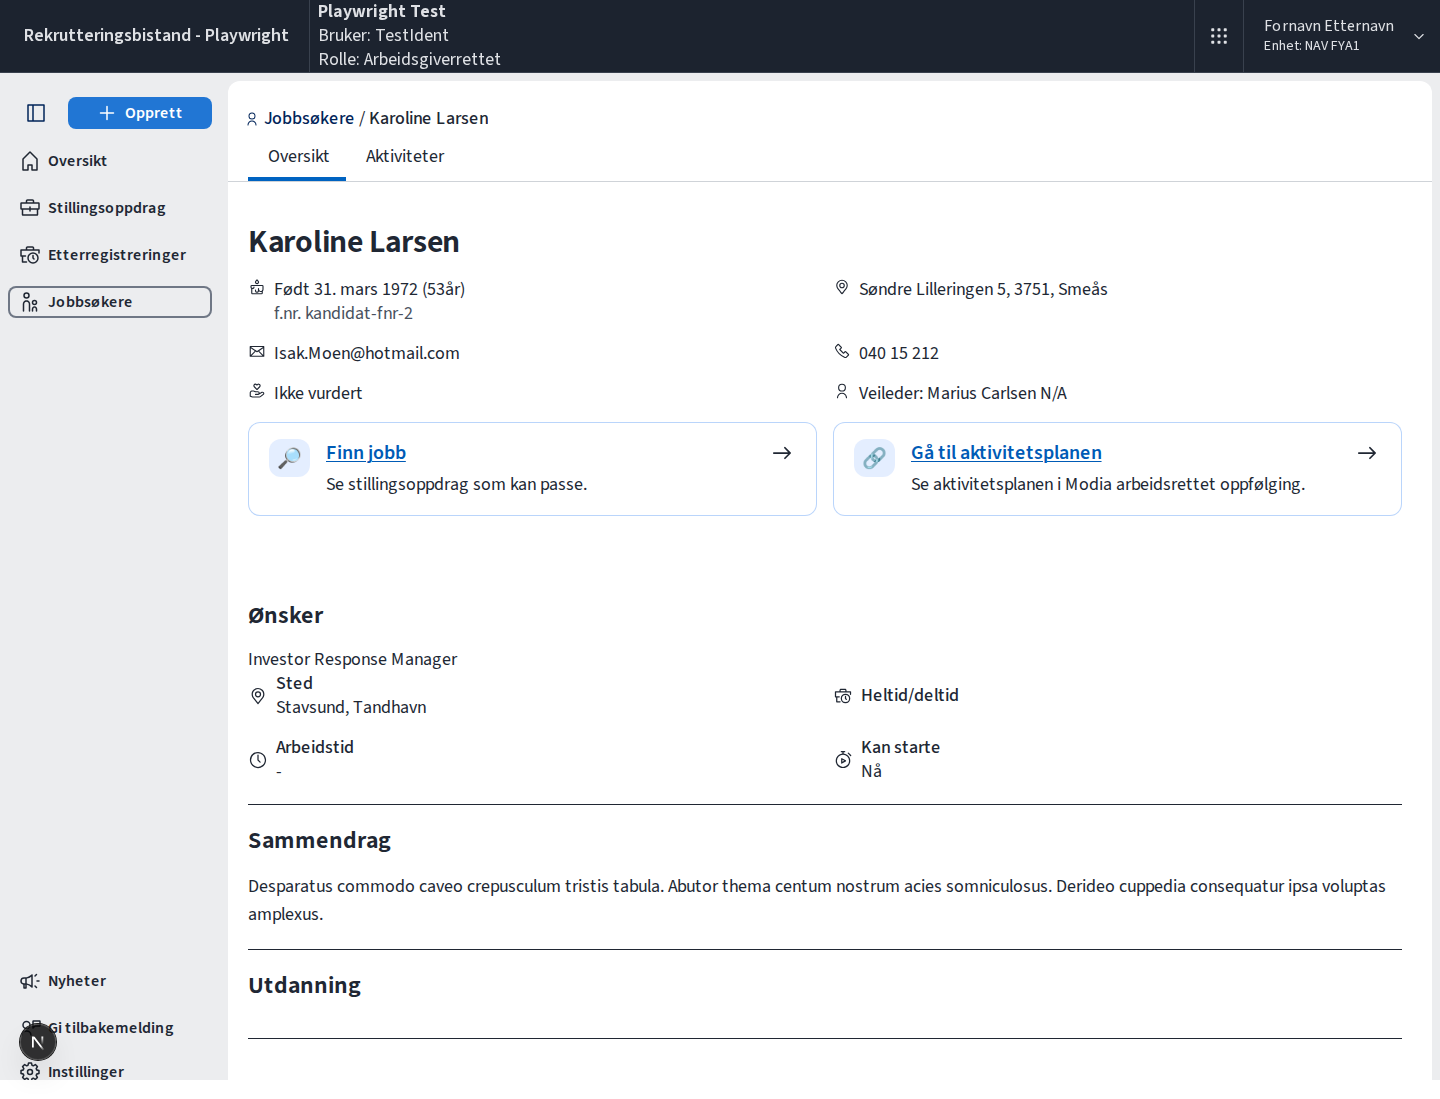 Rekrutteringsbistand - Playwright
Playwright Test
Bruker: TestIdent
Rolle: Arbeidsgiverrettet
Fornavn Etternavn
Enhet: NAV FYA1
Opprett
Oversikt
Stillingsoppdrag
Etterregistreringer
Jobbsøkere
Nyheter
Gi tilbakemelding
Instillinger
Jobbsøkere / Karoline Larsen
Oversikt
Aktiviteter
Karoline Larsen
Født 31. mars 1972 (53år)
f.nr. kandidat-fnr-2
Søndre Lilleringen 5, 3751, Smeås
Isak.Moen@hotmail.com
040 15 212
Ikke vurdert
Veileder: Marius Carlsen N/A
Finn jobb
Se stillingsoppdrag som kan passe.
Gå til aktivitetsplanen
Se aktivitetsplanen i Modia arbeidsrettet oppfølging.
Ønsker
Investor Response Manager
Sted
Stavsund, Tandhavn
Heltid/deltid
Arbeidstid
-
Kan starte
Nå
Sammendrag
Desparatus commodo caveo crepusculum tristis tabula. Abutor thema centum nostrum acies somniculosus. Derideo cuppedia consequatur ipsa voluptas
amplexus.
Utdanning